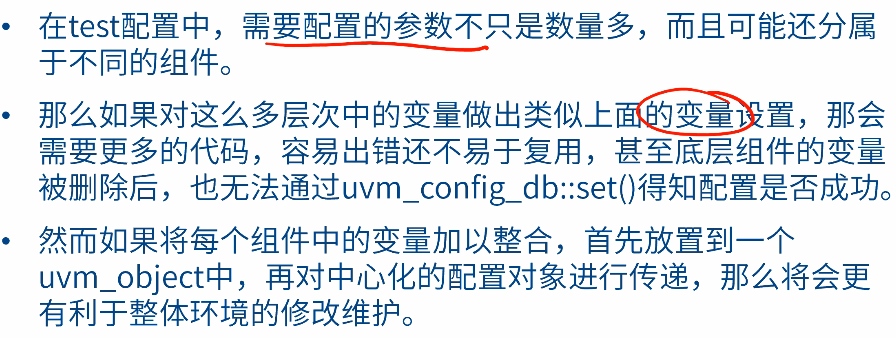 • 在test配置中，需要配置的参数不只是数量多，而且可能还分属
于不同的组件。
• 那么如果对这么多层次中的变量做出类似上面的变量设置，那会
需要更多的代码，容易出错还不易于复用，甚至底层组件的变量
被删除后，也无法通过uvm_config_db::set()得知配置是否成功。
• 然而如果将每个组件中的变量加以整合，首先放置到一个
uvm_object中，再对中心化的配置对象进行传递，那么将会更
有利于整体环境的修改维护。